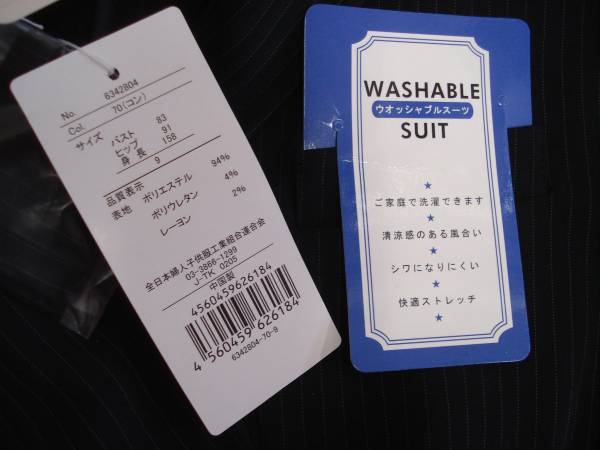 No. 6342804
Col. 70(コン)
サイズ
バスト 83
ヒップ 91
身長 158
9
品質表示
表地 ポリエステル 94%
ポリウレタン 4%
レーヨン 2%
全日本婦人子供服工業組合連合会
03-3866-1299
J-TK 0205
中国製
4560459626184
4 560459 626184
6342804-70-9
WASHABLE
ウオッシャブルスーツ
SUIT
★
ご家庭で洗濯できます
★
清涼感のある風合い
★
シワになりにくい
★
快適ストレッチ
★